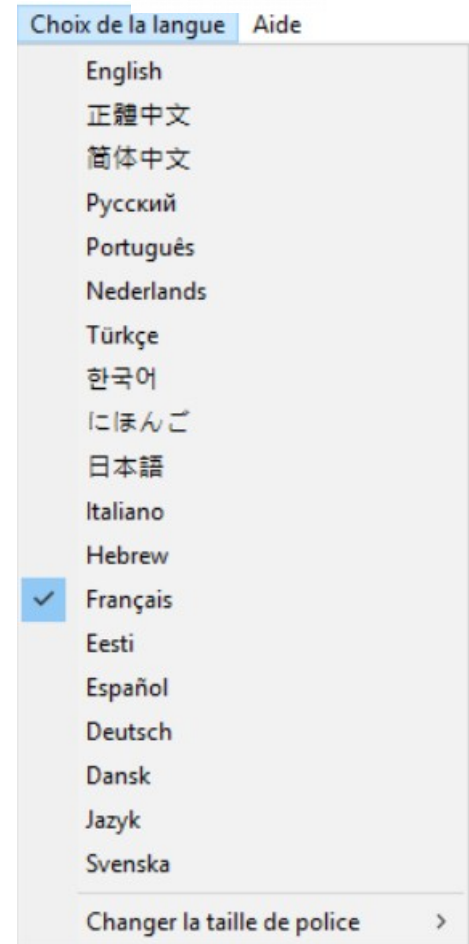 Choix de la langue Aide
English
正體中文
简体中文
Русский
Português
Nederlands
Türkçe
한국어
にほんご
日本語
Italiano
Hebrew
Français
Eesti
Español
Deutsch
Dansk
Jazyk
Svenska
Changer la taille de police